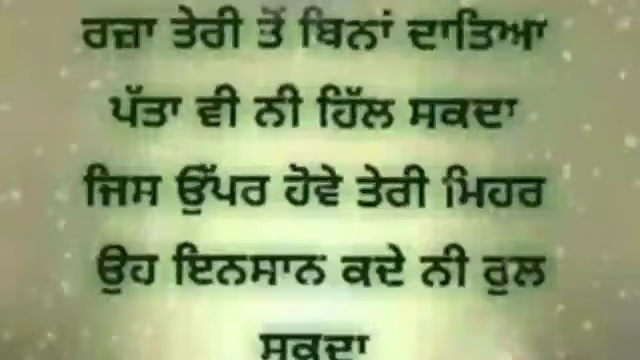 ਰਜ਼ਾ ਤੇਰੀ ਤੋਂ ਬਿਨਾਂ ਦਾਤਿਆ
ਪੱਤਾ ਵੀ ਨੀ ਹਿੱਲ ਸਕਦਾ
ਜਿਸ ਉੱਪਰ ਹੋਵੇ ਤੇਰੀ ਮਿਹਰ
ਉਹ ਇਨਸਾਨ ਕਦੇ ਨੀ ਰੁਲ
ਸਕਦਾ